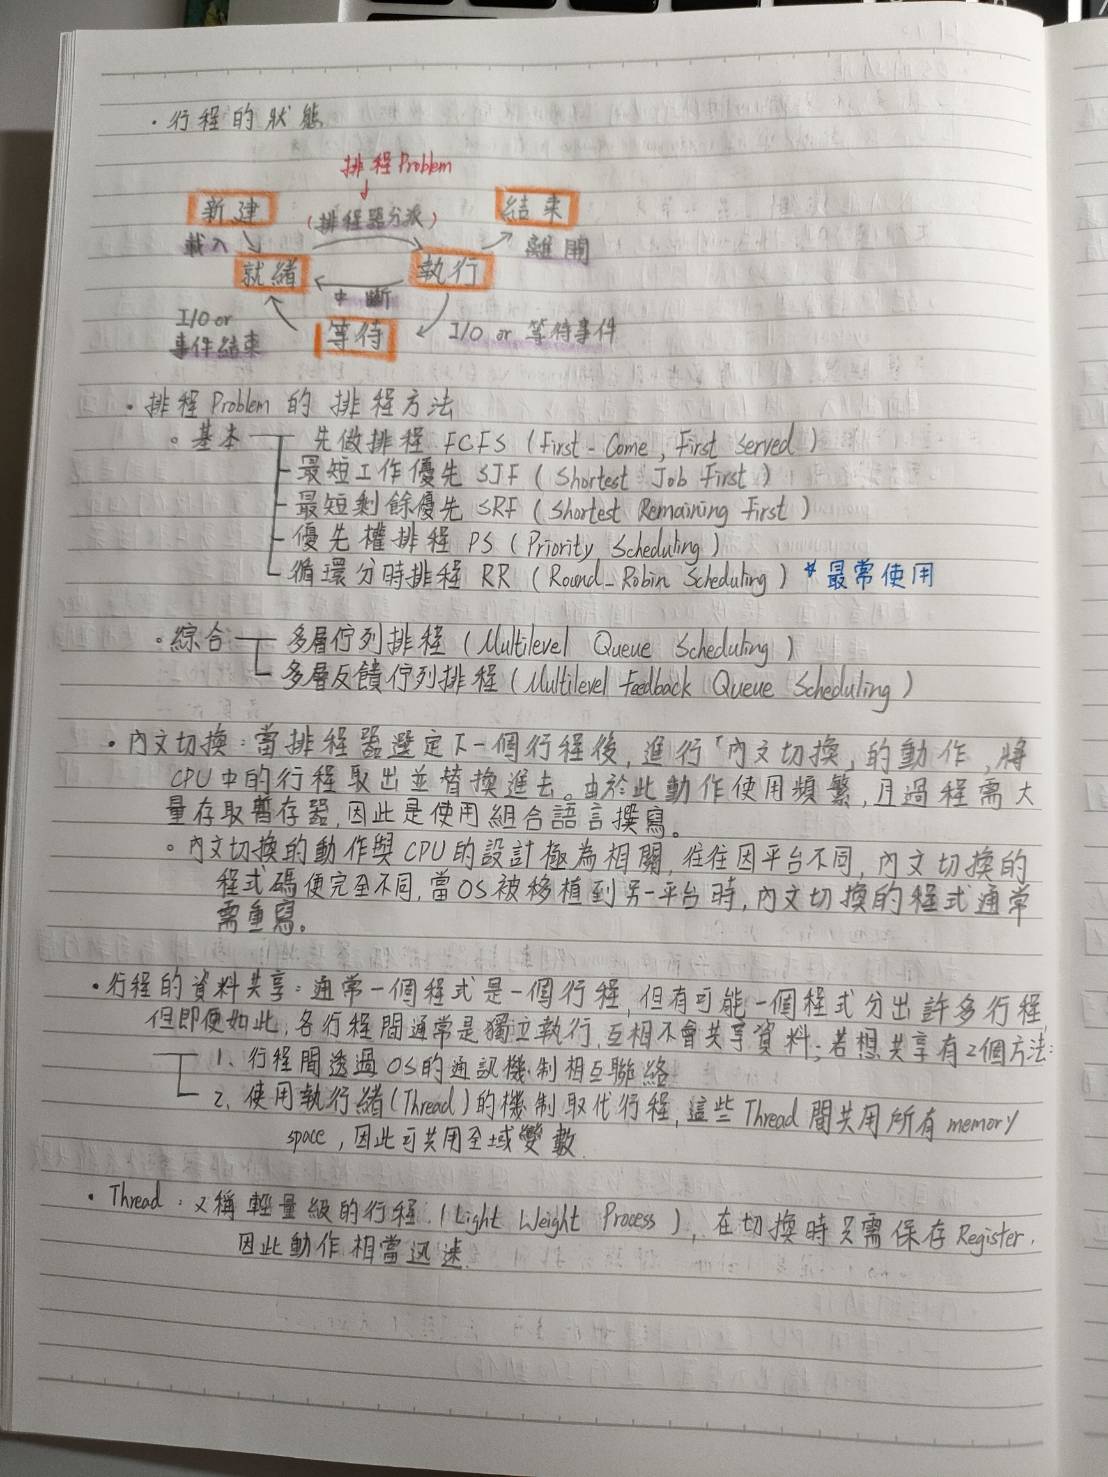 ・行程的狀態
排程Problem
↓
新建 (排程器分派) 結束
載入 離開
就緒 執行
中斷
I/O or 等待 I/O or 等待事件
事件結束
・排程Problem 的 排程方法
。基本 先做排程 FCFS (First-Come, First Served)
最短工作優先 SJF (Shortest Job First)
最短剩餘優先 SRF (Shortest Remaining First)
優先權排程 PS (Priority Scheduling)
循環分時排程 RR (Round-Robin Scheduling) *最常使用
。綜合 多層佇列排程 (Multilevel Queue Scheduling)
多層反饋佇列排程 (Multilevel Feedback Queue Scheduling)
・內文切換：當排程器選定下一個行程後, 進行「內文切換」的動作, 將
CPU中的行程取出並替換進去。由於此動作使用頻繁, 且過程需大
量存取暫存器, 因此是使用組合語言撰寫。
。內文切換的動作與CPU的設計極為相關, 往往因平台不同, 內文切換的
程式碼便完全不同, 當OS被移植到另一平台時, 內文切換的程式通常
需重寫。
・行程的資料共享：通常一個程式是一個行程, 但有可能一個程式分出許多行程
但即便如此, 各行程間通常是獨立執行, 互相不會共享資料; 若想共享有2個方法:
1、行程間透過OS的通訊機制相互聯絡
2、使用執行緒(Thread)的機制取代行程, 這些Thread間共用所有memory
space, 因此可共用全域變數.
・Thread：又稱輕量級的行程.(Light Weight Process), 在切換時只需保存Register.
因此動作相當迅速.